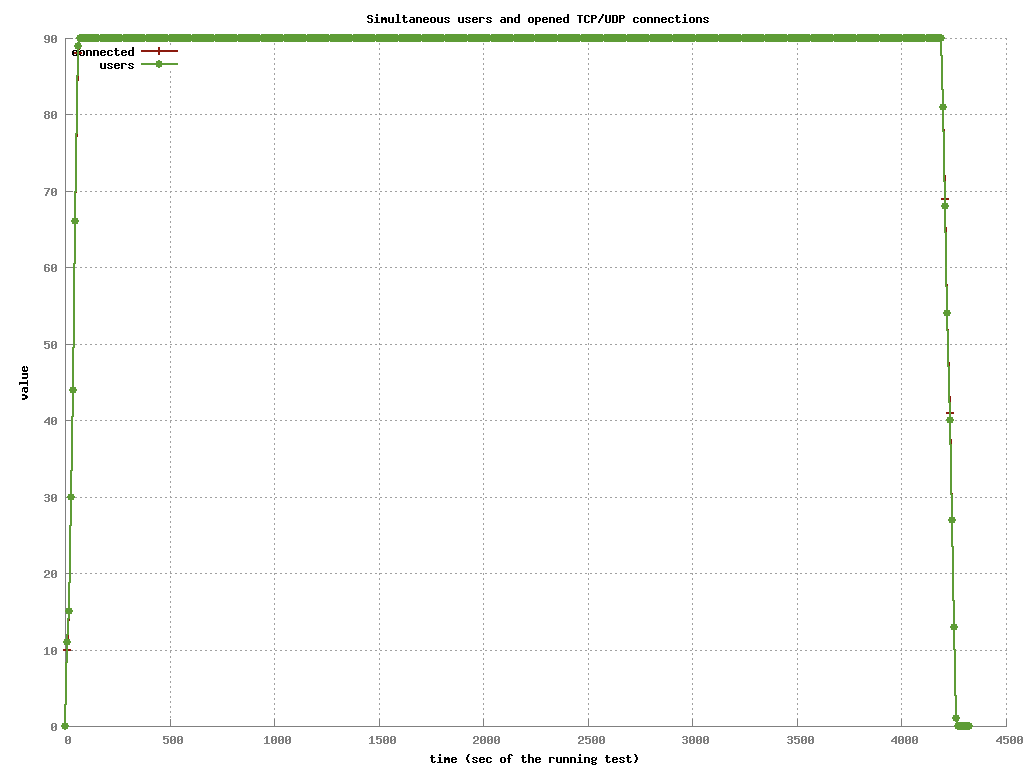 Simultaneous users and opened TCP/UDP connections
90
connected
users
80
70
60
50
value
40
30
20
10
0
0 500 1000 1500 2000 2500 3000 3500 4000 4500
time (sec of the running test)